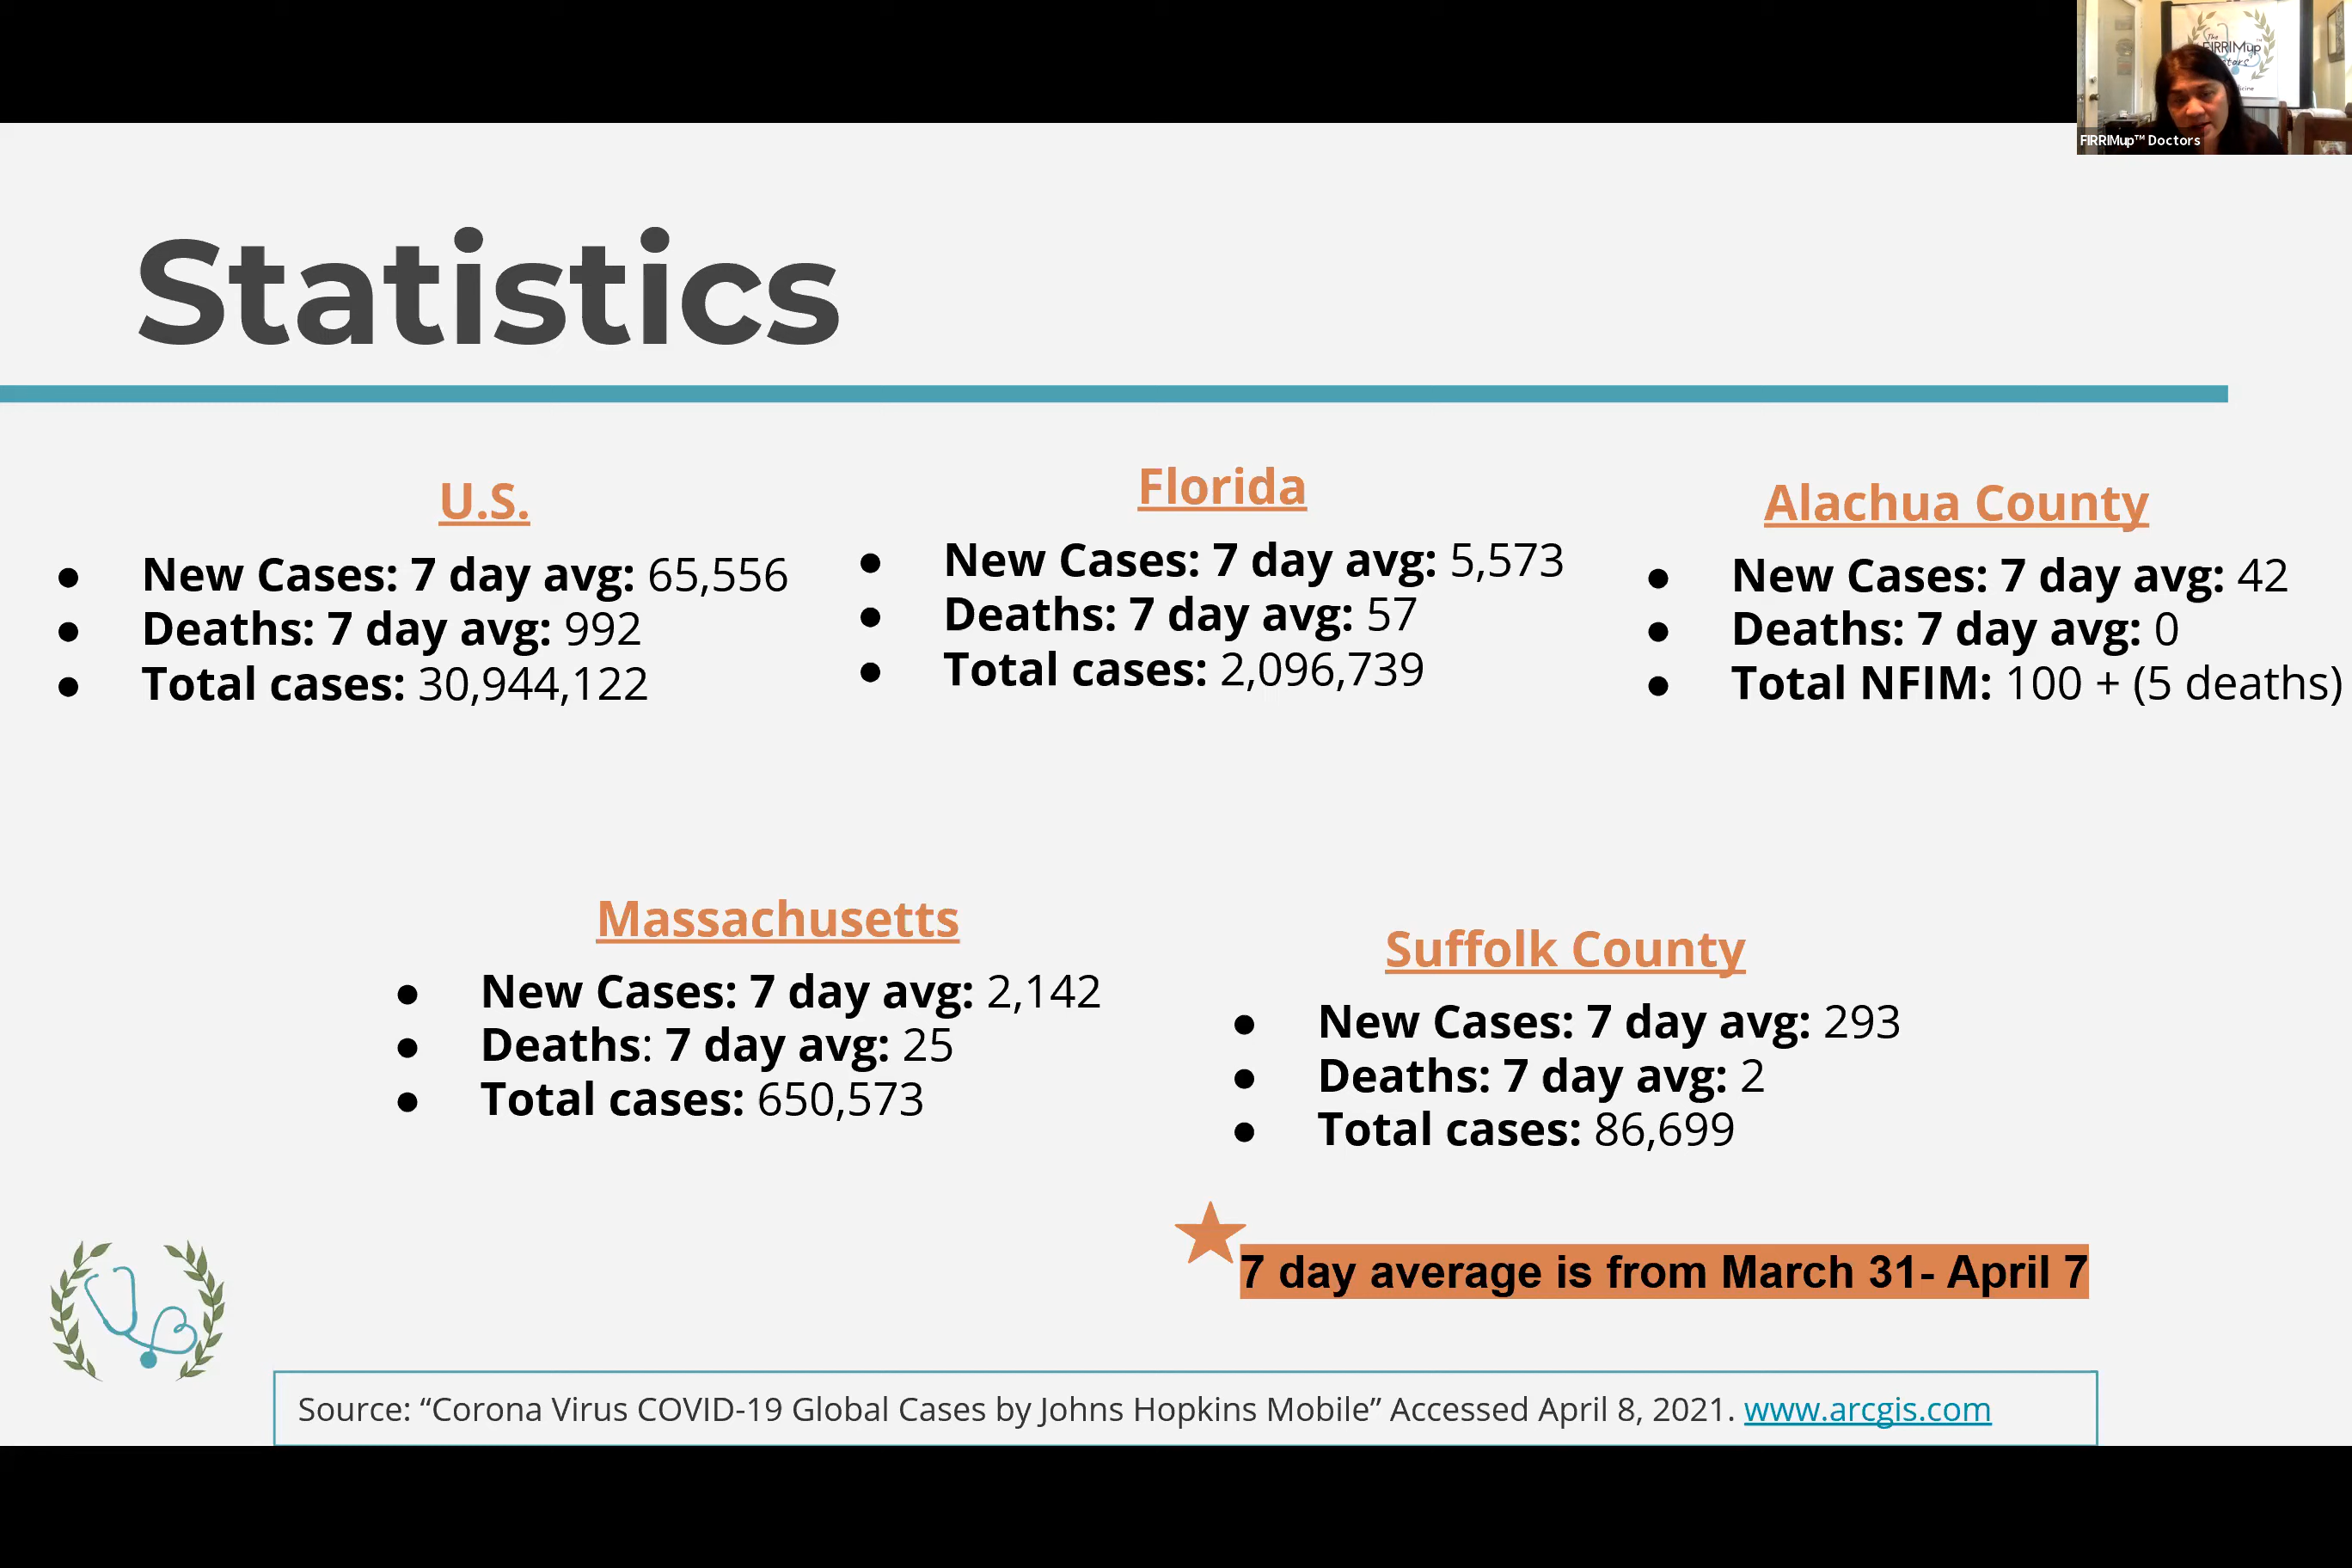 The
FIRRIMup
FIRRIMup™ Doctors
Statistics
U.S.
● New Cases: 7 day avg: 65,556
● Deaths: 7 day avg: 992
● Total cases: 30,944,122
Florida
● New Cases: 7 day avg: 5,573
● Deaths: 7 day avg: 57
● Total cases: 2,096,739
Alachua County
● New Cases: 7 day avg: 42
● Deaths: 7 day avg: 0
● Total NFIM: 100 + (5 deaths)
Massachusetts
● New Cases: 7 day avg: 2,142
● Deaths: 7 day avg: 25
● Total cases: 650,573
Suffolk County
● New Cases: 7 day avg: 293
● Deaths: 7 day avg: 2
● Total cases: 86,699
7 day average is from March 31- April 7
Source: “Corona Virus COVID-19 Global Cases by Johns Hopkins Mobile” Accessed April 8, 2021. www.arcgis.com